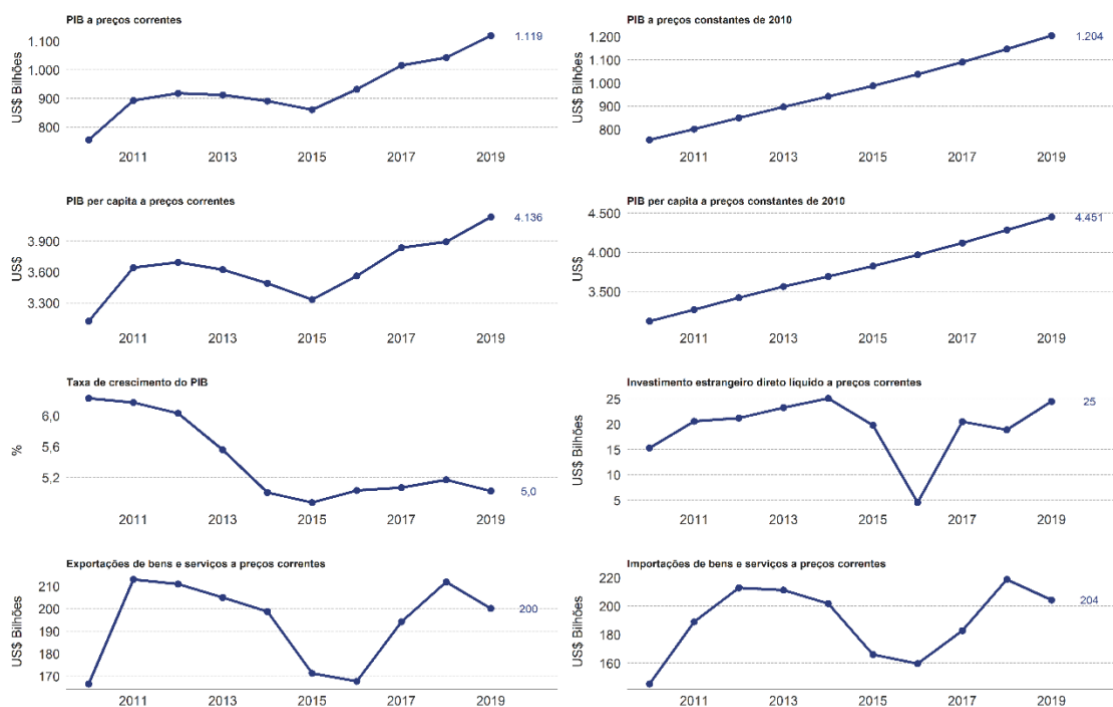 PIB a preços correntes
US$ Bilhões
1.100
1.000
900
800
1.119
2011 2013 2015 2017 2019
PIB a preços constantes de 2010
US$ Bilhões
1.200
1.100
1.000
900
800
1.204
2011 2013 2015 2017 2019
PIB per capita a preços correntes
US$
3.900
3.600
3.300
4.136
2011 2013 2015 2017 2019
PIB per capita a preços constantes de 2010
US$
4.500
4.000
3.500
4.451
2011 2013 2015 2017 2019
Taxa de crescimento do PIB
%
6,0
5,6
5,2
5,0
2011 2013 2015 2017 2019
Investimento estrangeiro direto líquido a preços correntes
US$ Bilhões
25
20
15
10
5
25
2011 2013 2015 2017 2019
Exportações de bens e serviços a preços correntes
US$ Bilhões
210
200
190
180
170
200
2011 2013 2015 2017 2019
Importações de bens e serviços a preços correntes
US$ Bilhões
220
200
180
160
204
2011 2013 2015 2017 2019